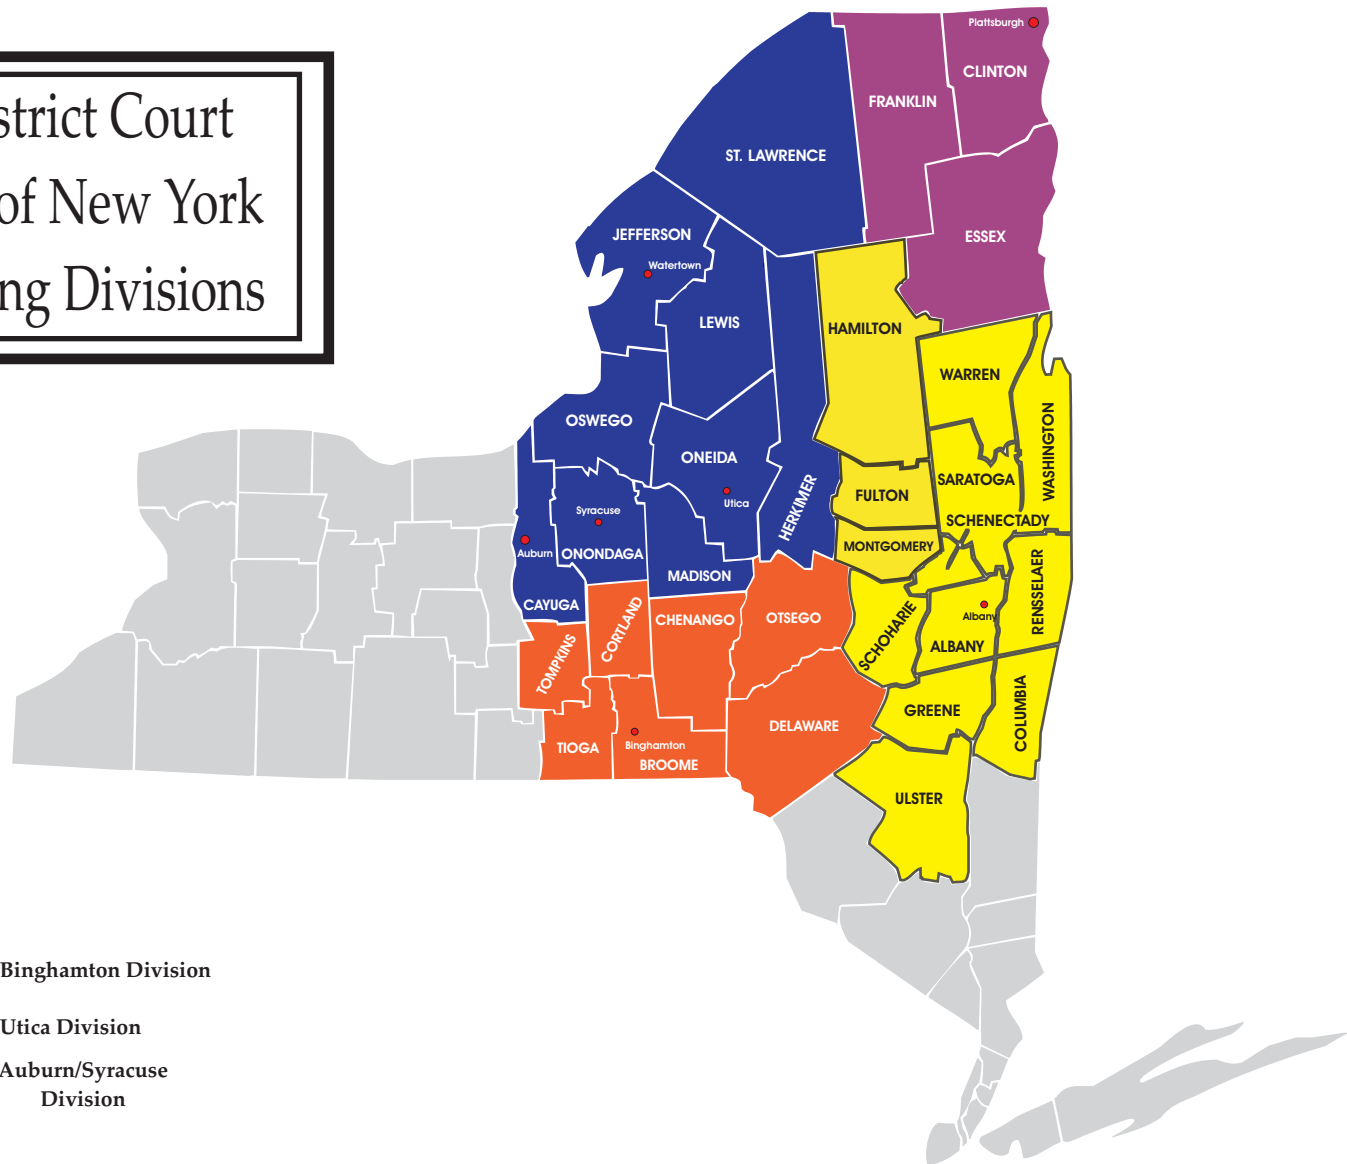 strict Court
of New York
ng Divisions
Plattsburgh
CLINTON
FRANKLIN
ST. LAWRENCE
ESSEX
JEFFERSON
Watertown
LEWIS
HAMILTON
WARREN
WASHINGTON
OSWEGO
ONEIDA
Utica
HERKIMER
SARATOGA
FULTON
SCHENECTADY
MONTGOMERY
Syracuse
ONONDAGA
Auburn
CAYUGA
MADISON
RENSSELAER
CHENANGO
OTSEGO
CORTLAND
TOMPKINS
SCHOHARIE
Albany
ALBANY
COLUMBIA
GREENE
DELAWARE
TIOGA
Binghamton
BROOME
ULSTER
Binghamton Division
Utica Division
Auburn/Syracuse
Division